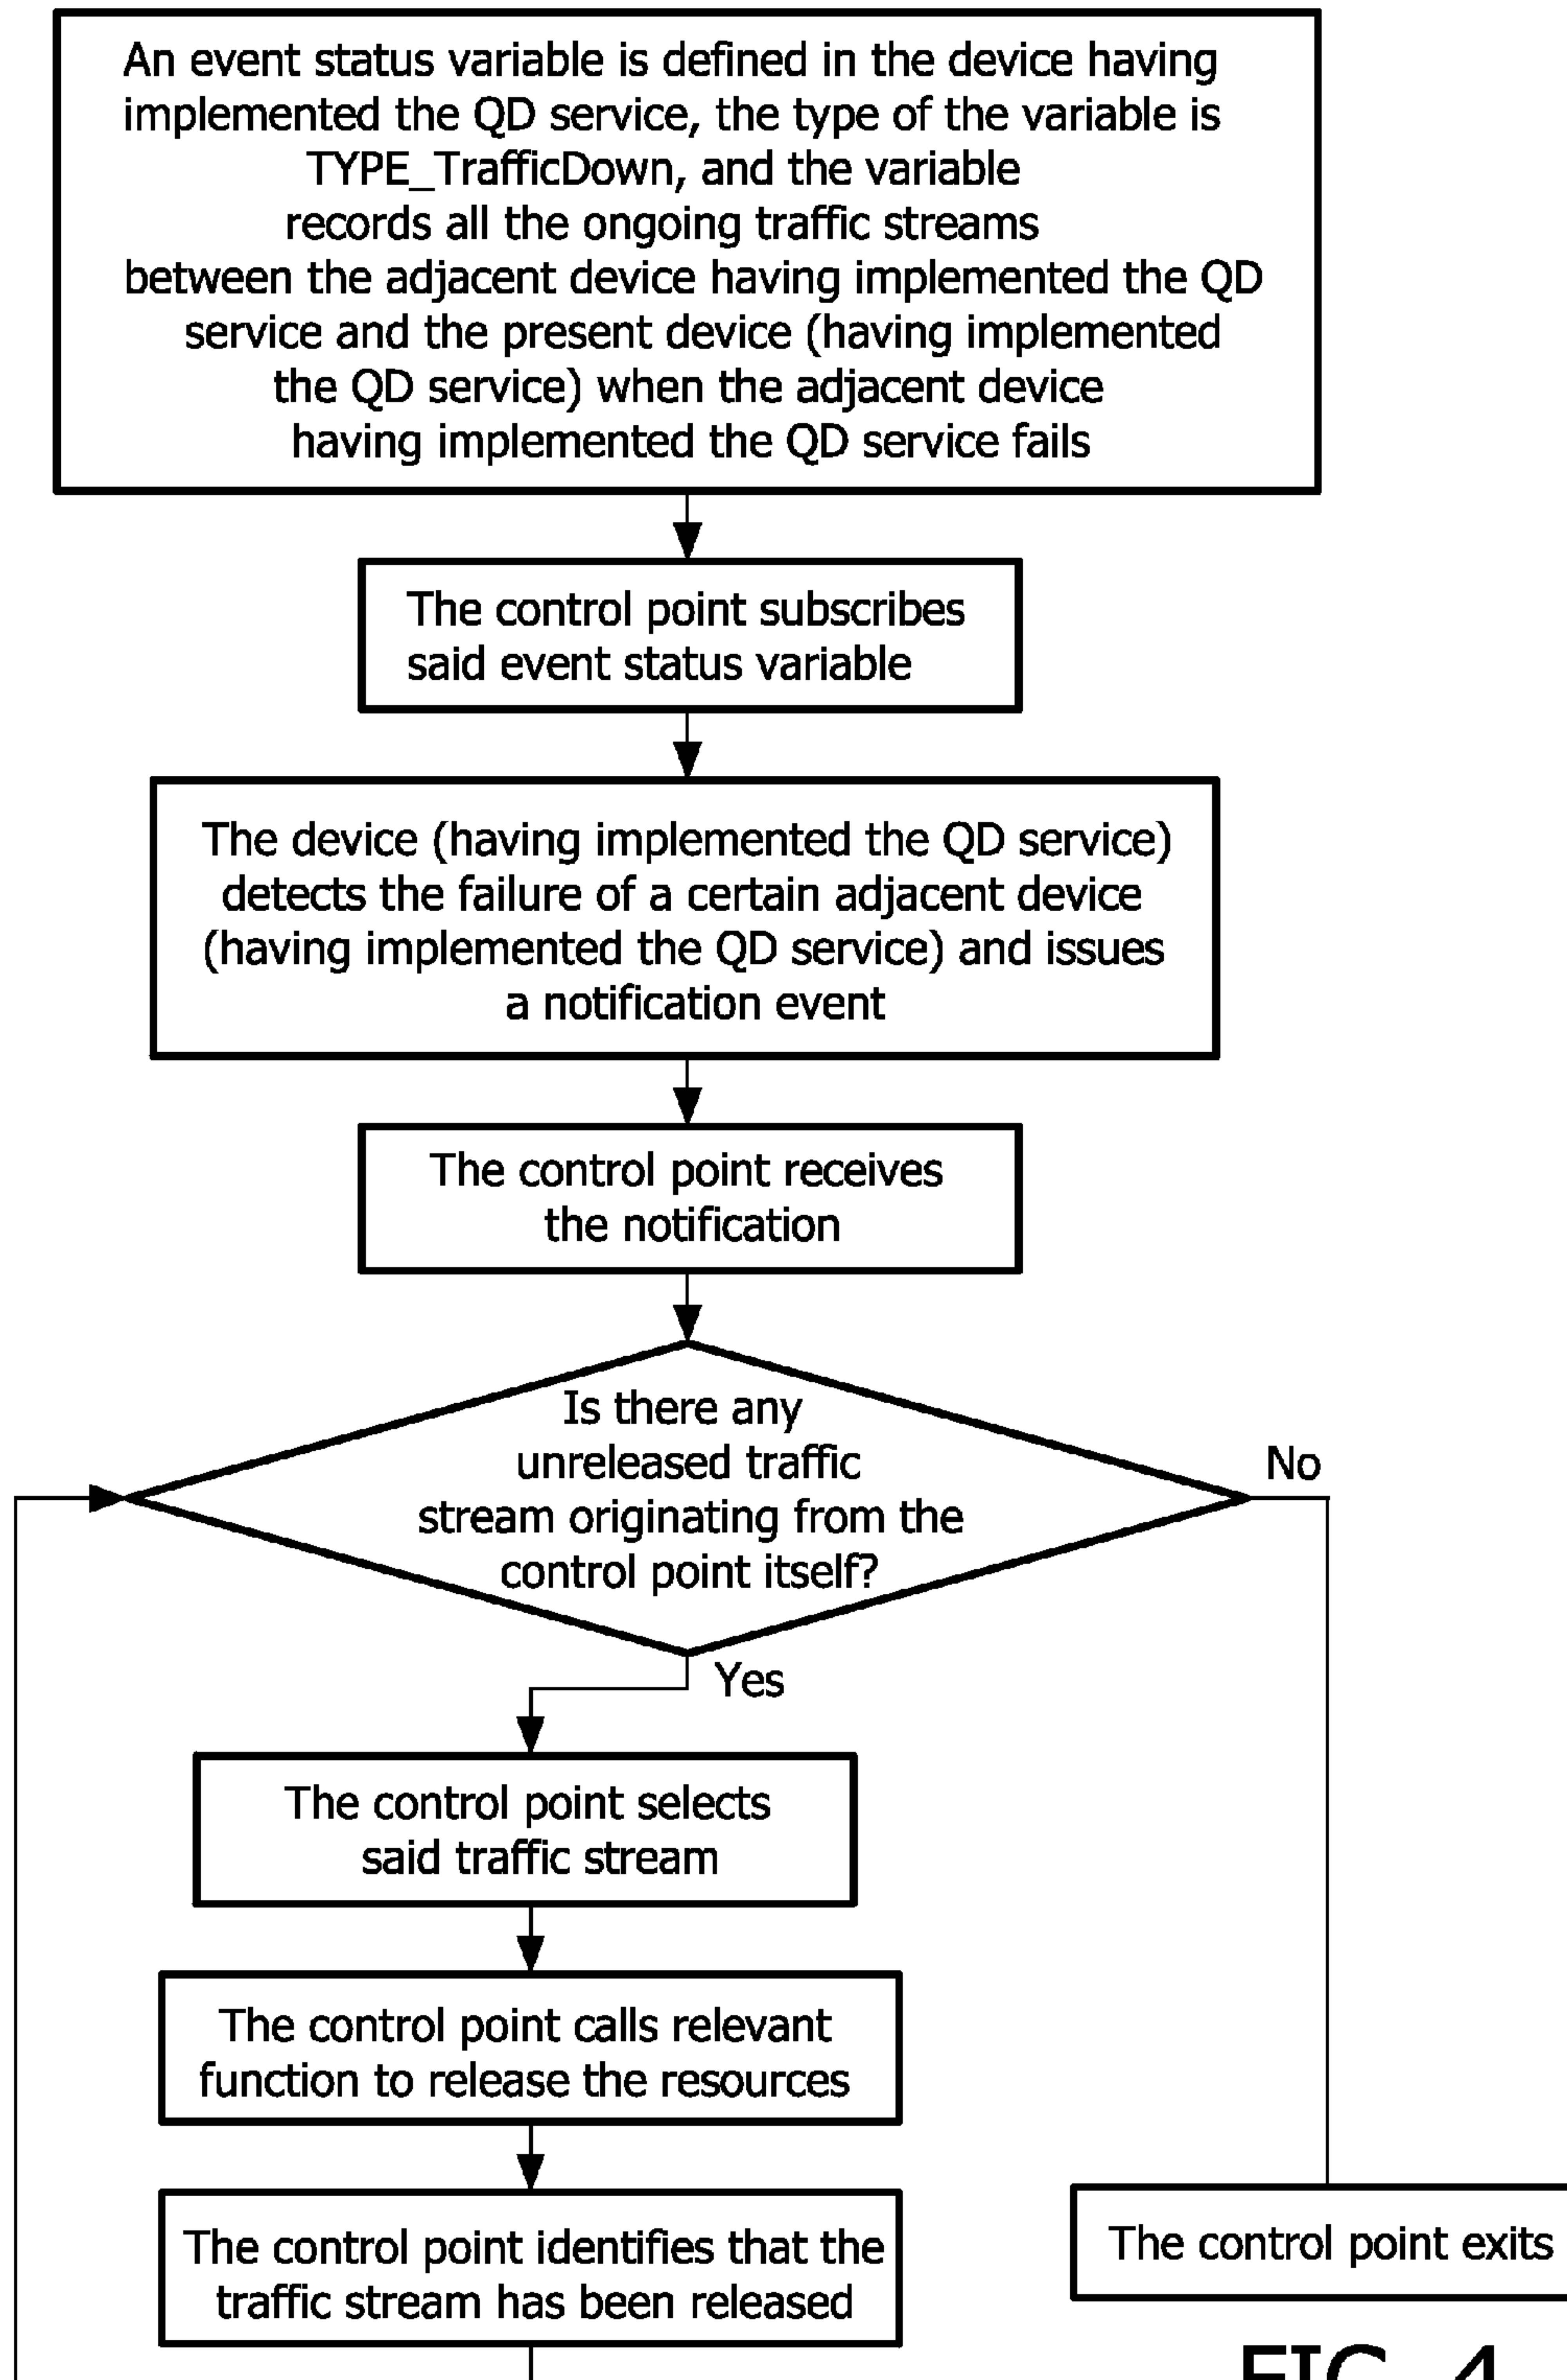 An event status variable is defined in the device having
implemented the QD service, the type of the variable is
TYPE_TrafficDown, and the variable
records all the ongoing traffic streams
between the adjacent device having implemented the QD
service and the present device (having implemented
the QD service) when the adjacent device
having implemented the QD service fails
The control point subscribes
said event status variable
The device (having implemented the QD service)
detects the failure of a certain adjacent device
(having implemented the QD service) and issues
a notification event
The control point receives
the notification
Is there any
unreleased traffic
stream originating from the
control point itself?
No
Yes
The control point selects
said traffic stream
The control point calls relevant
function to release the resources
The control point identifies that the
traffic stream has been released
The control point exits
FIG. 4